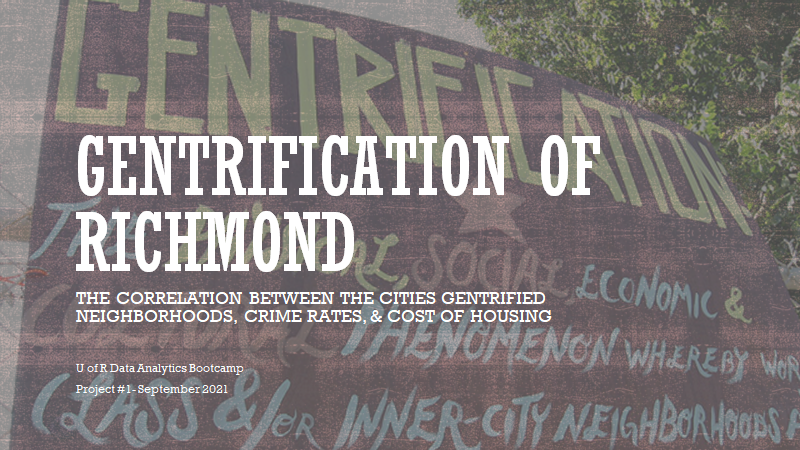 GENTRIFICATION
GENTRIFICATION OF
RICHMOND
THE
SOCIAL,
ECONOMIC &
THE CORRELATION BETWEEN THE CITIES GENTRIFIED
NEIGHBORHOODS, CRIME RATES, & COST OF HOUSING
PHENOMENON WHEREBY
U of R Data Analytics Bootcamp
Project #1- September 2021
CLASS &/OR INNER-CITY NEIGHBORHOODS